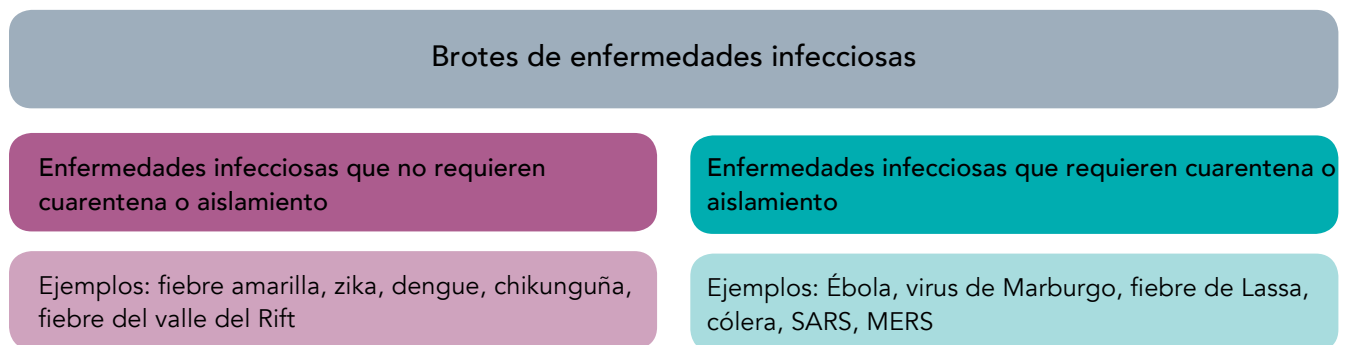 Brotes de enfermedades infecciosas
Enfermedades infecciosas que no requieren
cuarentena o aislamiento
Enfermedades infecciosas que requieren cuarentena o
aislamiento
Ejemplos: fiebre amarilla, zika, dengue, chikunguña,
fiebre del valle del Rift
Ejemplos: Ébola, virus de Marburgo, fiebre de Lassa,
cólera, SARS, MERS